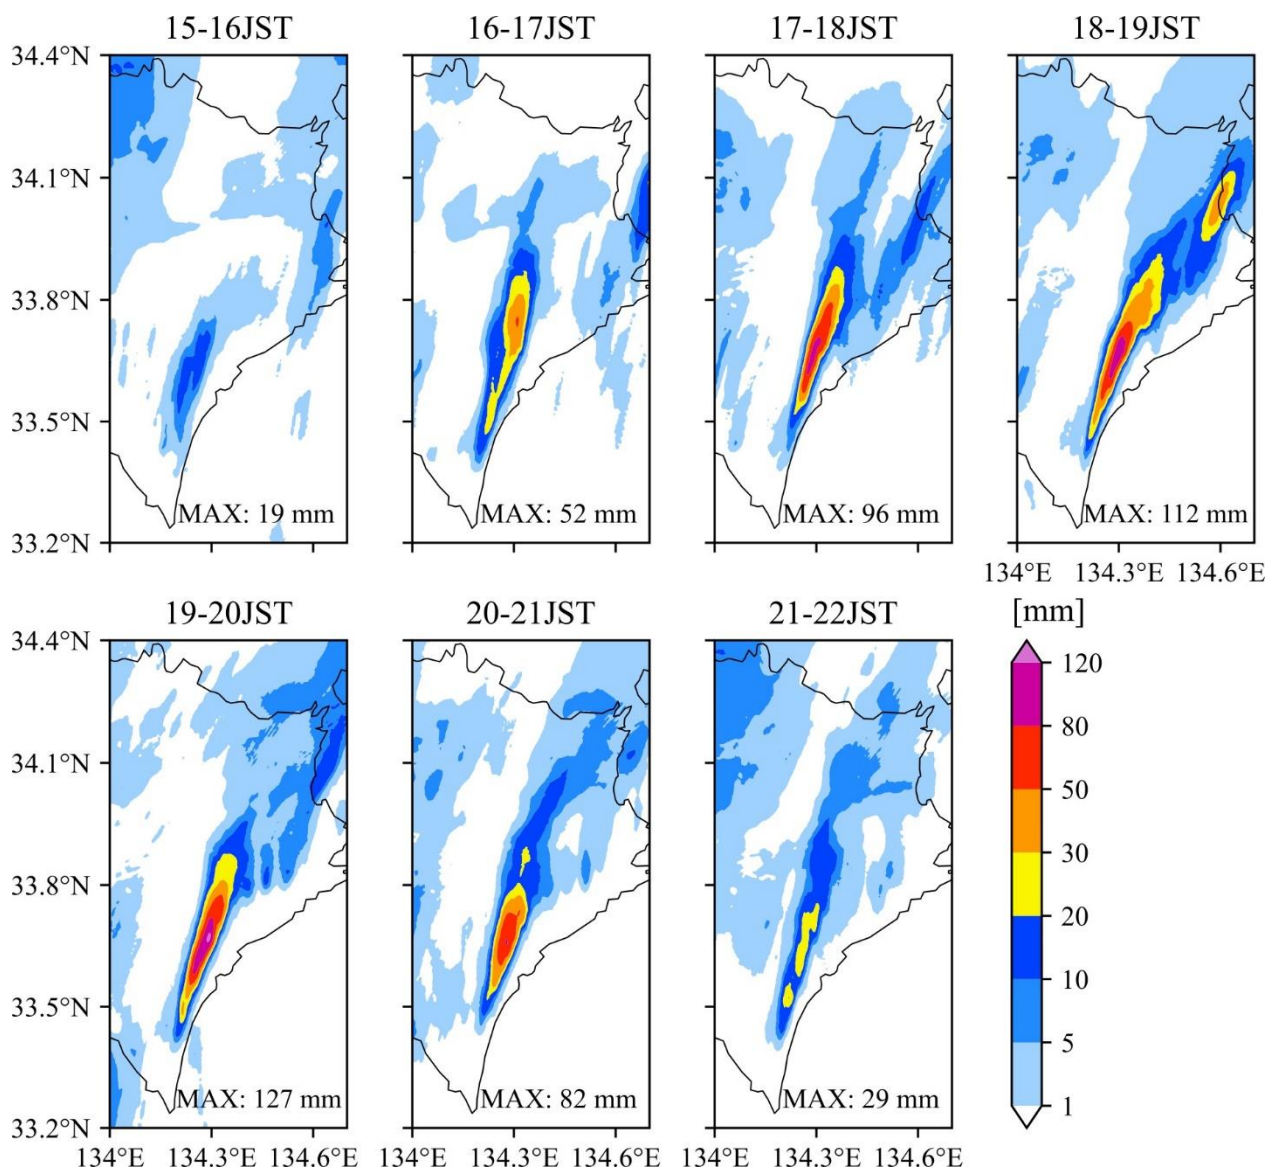 15-16JST
16-17JST
17-18JST
18-19JST
34.4°N
34.1°N
33.8°N
33.5°N
33.2°N
MAX: 19 mm
MAX: 52 mm
MAX: 96 mm
MAX: 112 mm
134°E 134.3°E 134.6°E
19-20JST
20-21JST
21-22JST
[mm]
34.4°N
34.1°N
33.8°N
33.5°N
33.2°N
MAX: 127 mm
MAX: 82 mm
MAX: 29 mm
120
80
50
30
20
10
5
1
134°E 134.3°E 134.6°E
134°E 134.3°E 134.6°E
134°E 134.3°E 134.6°E